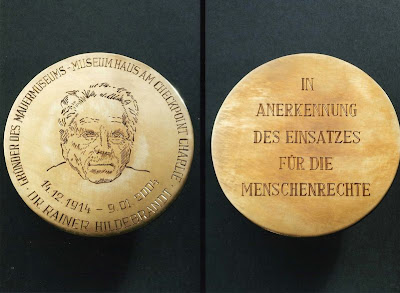 GRÜNDER DES MAUERMUSEUMS - MUSEUM HAUS AM CHECKPOINT CHARLIE -
14.12.1914 - 9.01.2004
- DR. RAINER HILDEBRANDT -
IN
ANERKENNUNG
DES EINSATZES
FÜR DIE
MENSCHENRECHTE